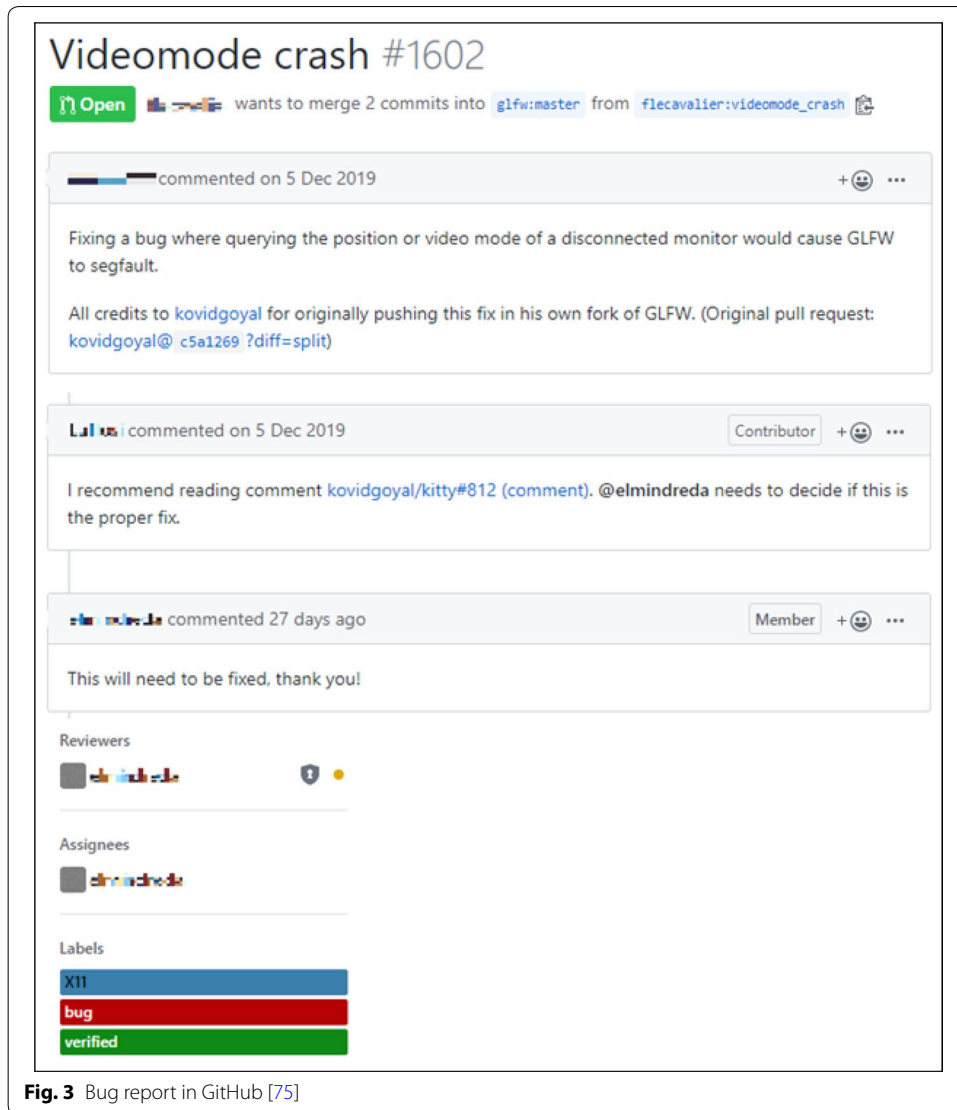 Videomode crash #1602
Open wants to merge 2 commits into glfw:master from flecavalier:videomode_crash
commented on 5 Dec 2019
Fixing a bug where querying the position or video mode of a disconnected monitor would cause GLFW
to segfault.
All credits to kovidgoyal for originally pushing this fix in his own fork of GLFW. (Original pull request:
kovidgoyal@ c5a1269 ?diff=split)
commented on 5 Dec 2019 Contributor
I recommend reading comment kovidgoyal/kitty#812 (comment). @elmindreda needs to decide if this is
the proper fix.
commented 27 days ago Member
This will need to be fixed, thank you!
Reviewers
Assignees
Labels
X11
bug
verified
Fig. 3 Bug report in GitHub [75]